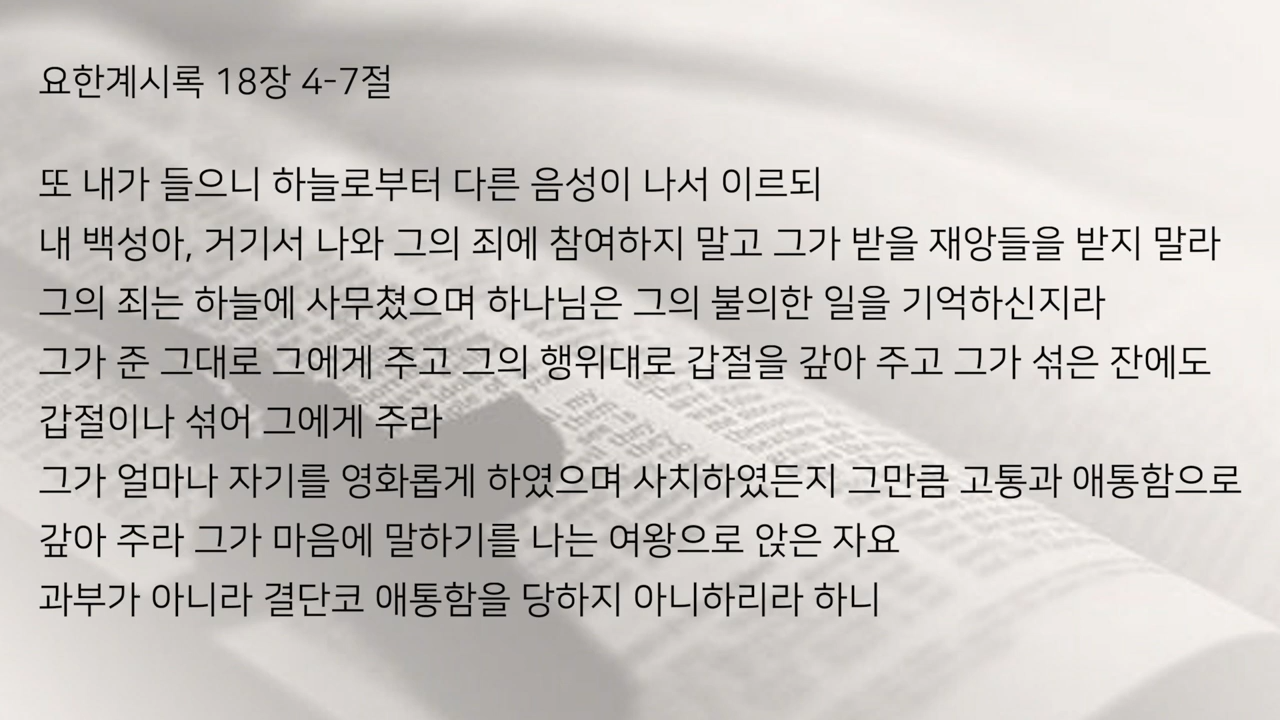 요한계시록 18장 4-7절
또 내가 들으니 하늘로부터 다른 음성이 나서 이르되
내 백성아, 거기서 나와 그의 죄에 참여하지 말고 그가 받을 재앙들을 받지 말라
그의 죄는 하늘에 사무쳤으며 하나님은 그의 불의한 일을 기억하신지라
그가 준 그대로 그에게 주고 그의 행위대로 갑절을 갚아 주고 그가 섞은 잔에도
갑절이나 섞어 그에게 주라
그가 얼마나 자기를 영화롭게 하였으며 사치하였든지 그만큼 고통과 애통함으로
갚아 주라 그가 마음에 말하기를 나는 여왕으로 앉은 자요
과부가 아니라 결단코 애통함을 당하지 아니하리라 하니